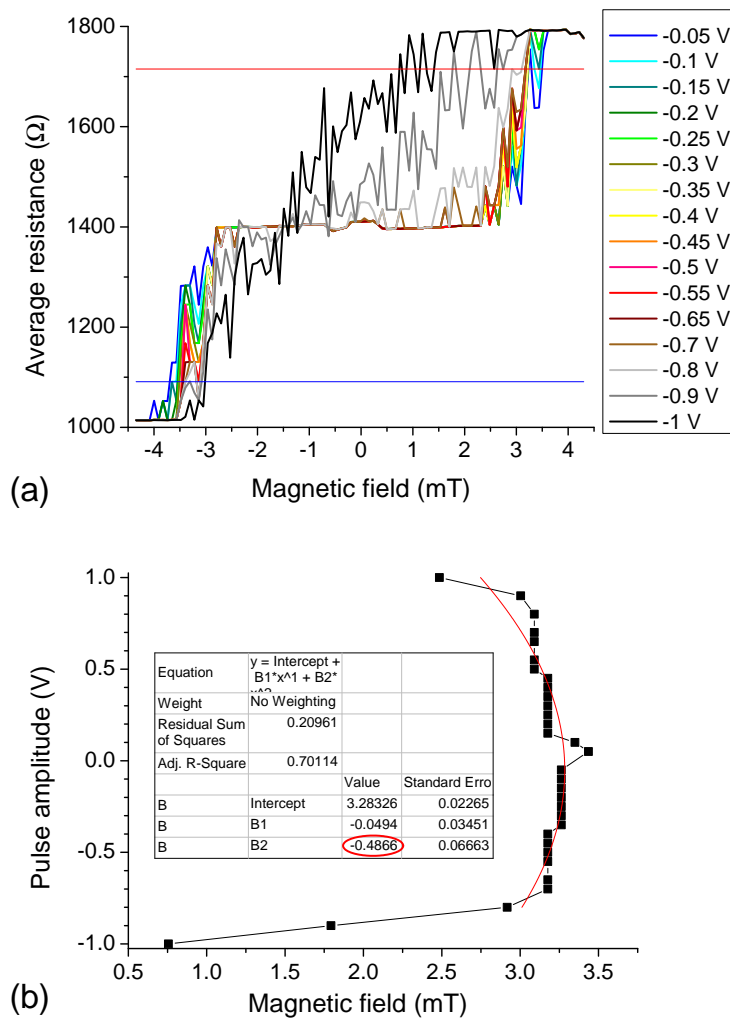 1800
1600
1400
1200
1000
Average resistance (Ω)
-4 -3 -2 -1 0 1 2 3 4
Magnetic field (mT)
-0.05 V
-0.1 V
-0.15 V
-0.2 V
-0.25 V
-0.3 V
-0.35 V
-0.4 V
-0.45 V
-0.5 V
-0.55 V
-0.65 V
-0.7 V
-0.8 V
-0.9 V
-1 V
(a)
1.0
0.5
0.0
-0.5
-1.0
Pulse amplitude (V)
Equation y = Intercept +
B1*x^1 + B2*
Weight No Weighting
Residual Sum
of Squares 0.20961
Adj. R-Square 0.70114
Value Standard Erro
B Intercept 3.28326 0.02265
B B1 -0.0494 0.03451
B B2 -0.4866 0.06663
0.5 1.0 1.5 2.0 2.5 3.0 3.5
Magnetic field (mT)
(b)